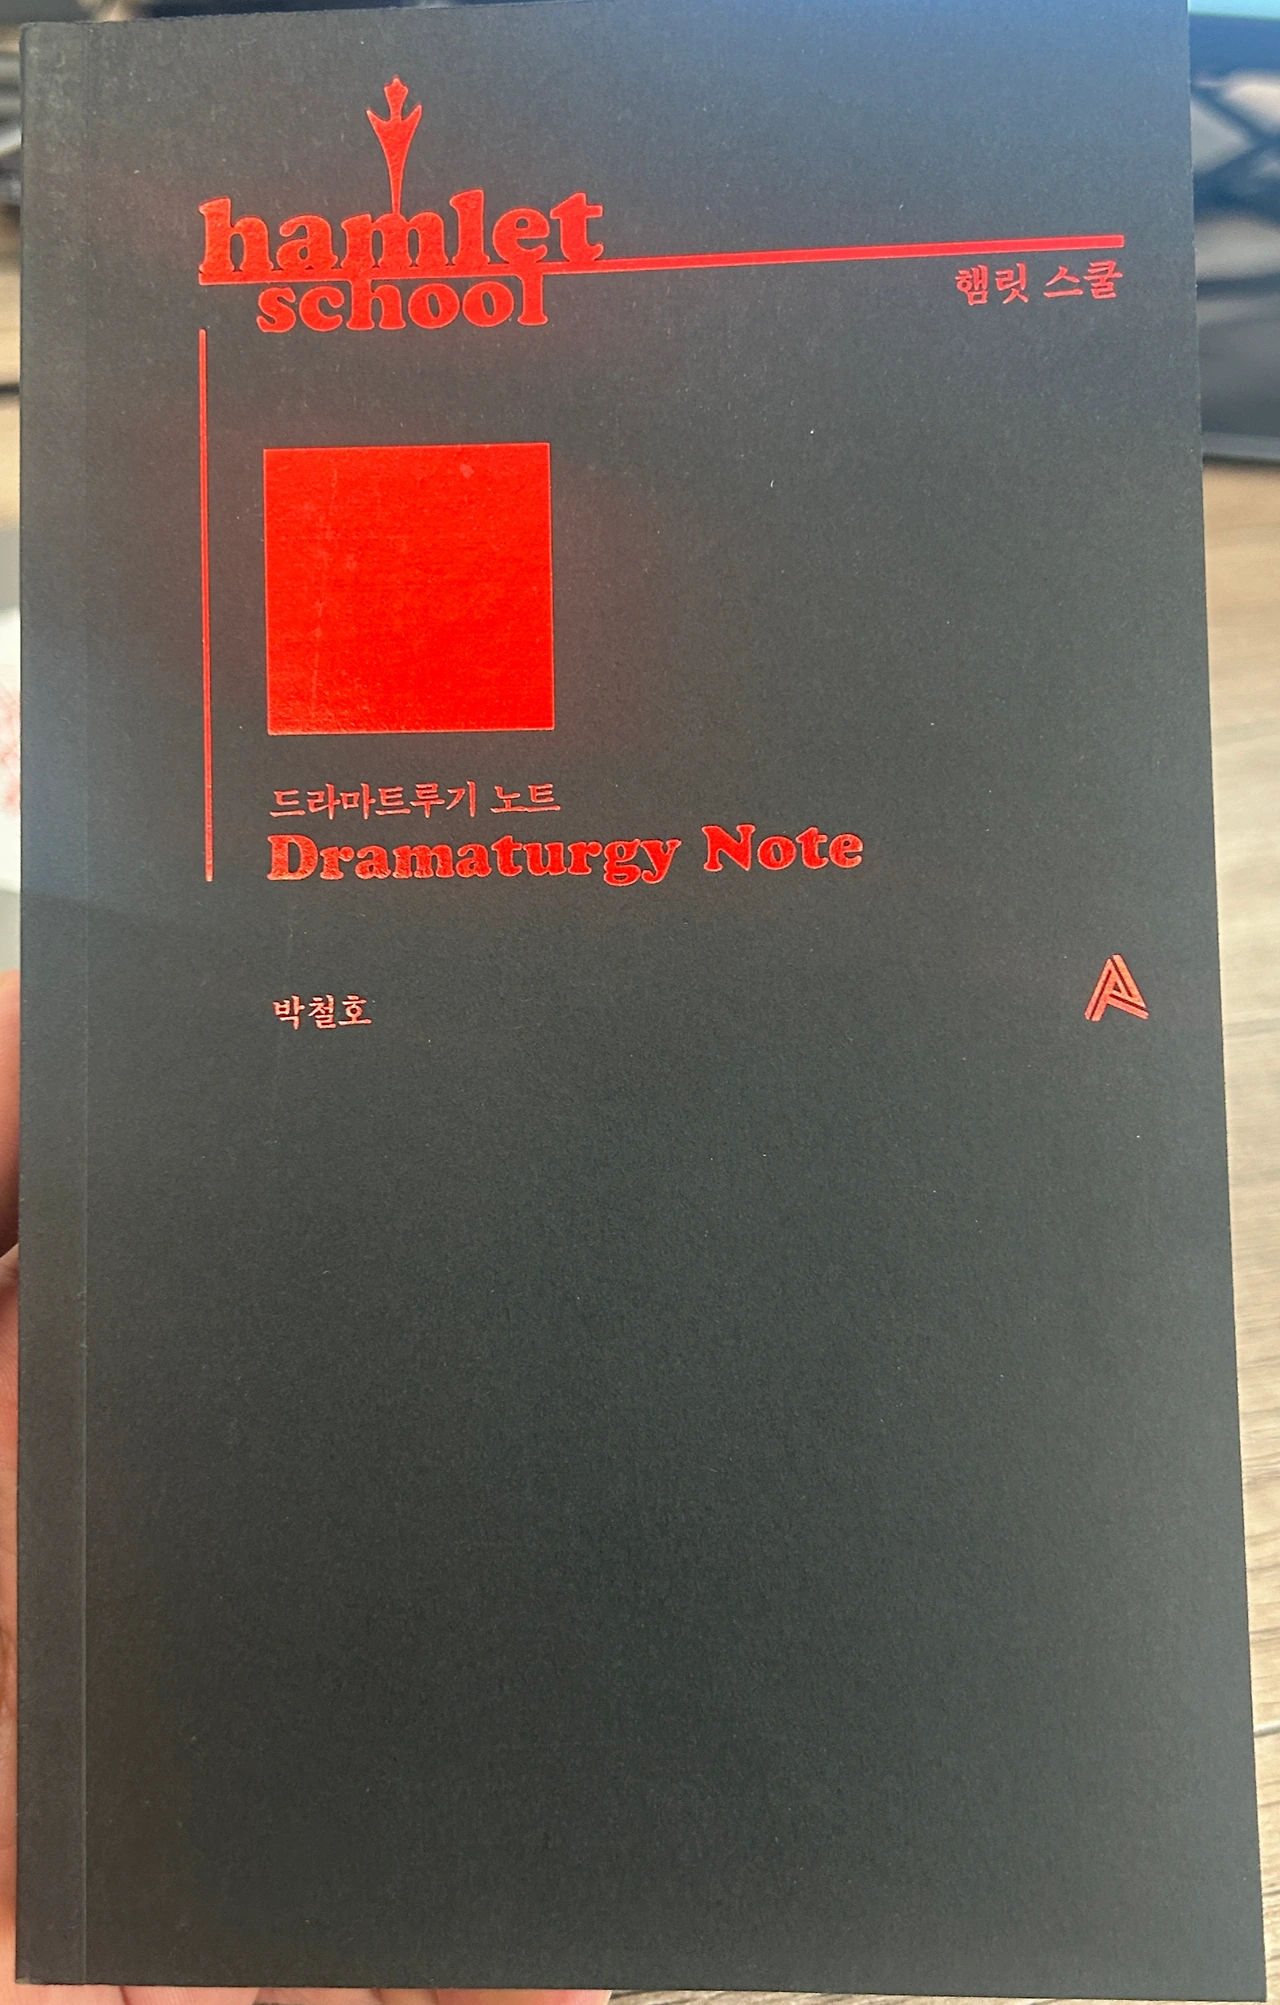 hamlet
school
햄릿 스쿨
드라마트루기 노트
Dramaturgy Note
박철호